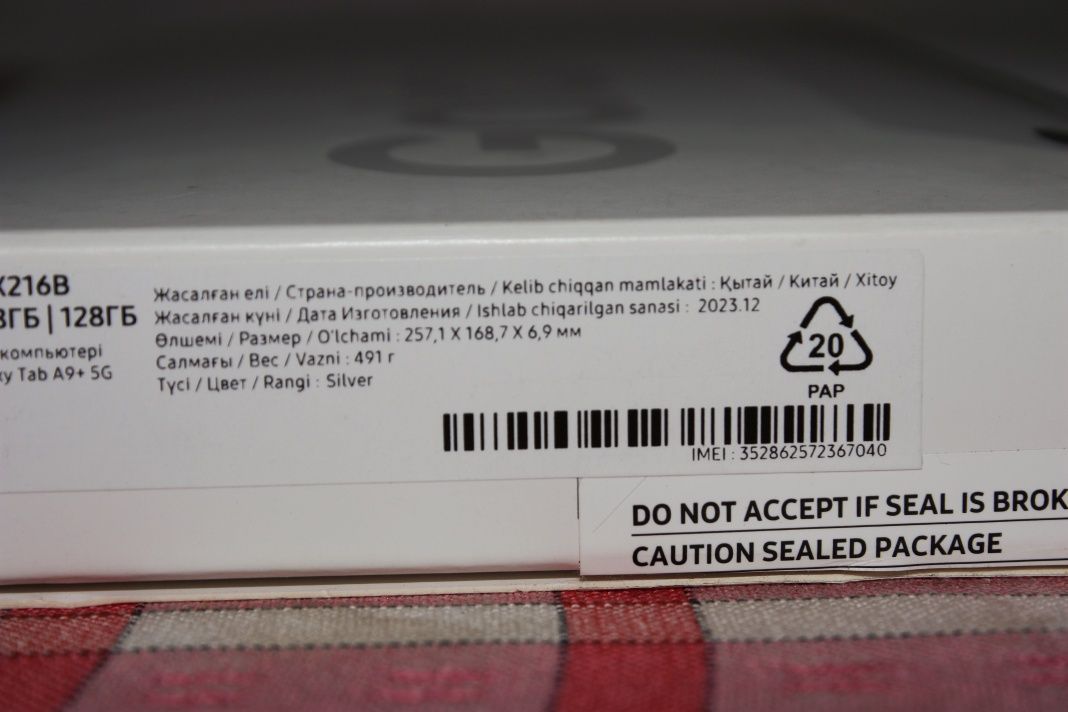 X216B
8ГБ | 128ГБ
компьютері
xy Tab A9+ 5G
Жасалған елі / Страна-производитель / Kelib chiqqan mamlakati : Қытай / Китай / Xitoy
Жасалған күні / Дата Изготовления / Ishlab chiqarilgan sanasi : 2023.12
Өлшемі / Размер / O'lchami : 257,1 X 168,7 X 6,9 мм
Салмағы / Вес / Vazni : 491 г
Түсі / Цвет / Rangi : Silver
20
PAP
IMEI : 352862572367040
DO NOT ACCEPT IF SEAL IS BROK
CAUTION SEALED PACKAGE